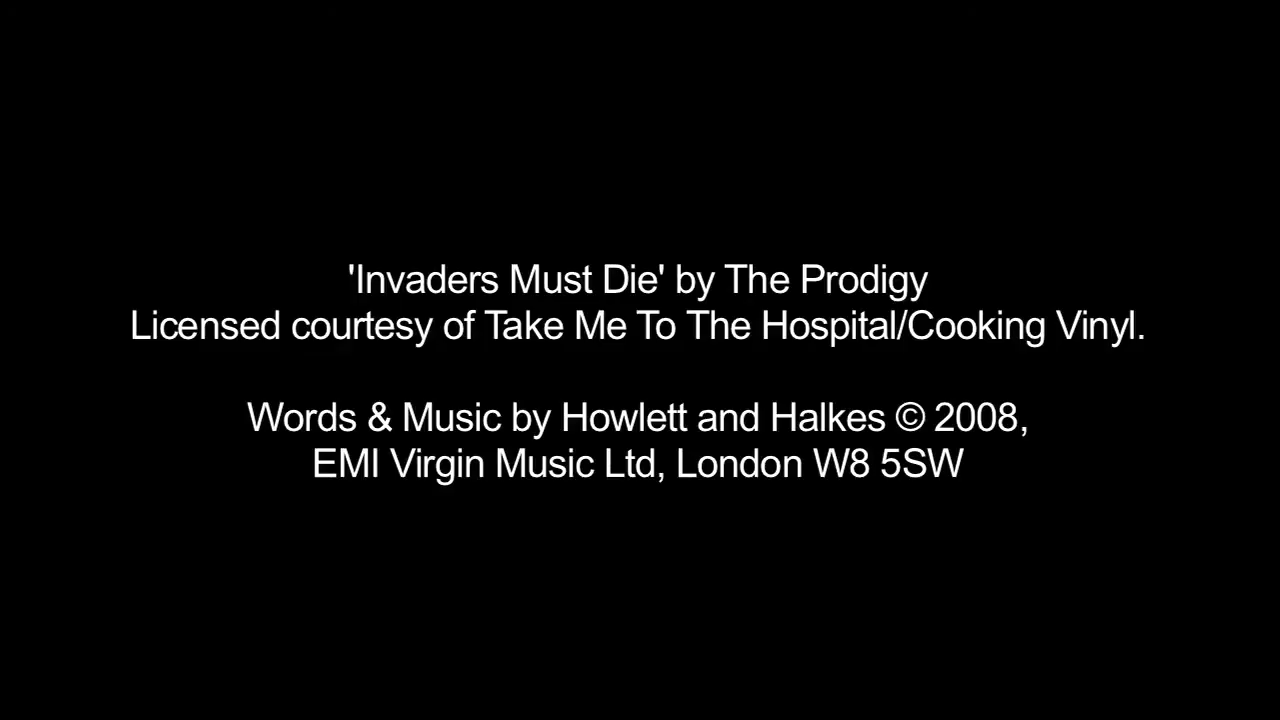 'Invaders Must Die' by The Prodigy
Licensed courtesy of Take Me To The Hospital/Cooking Vinyl.
Words & Music by Howlett and Halkes © 2008,
EMI Virgin Music Ltd, London W8 5SW